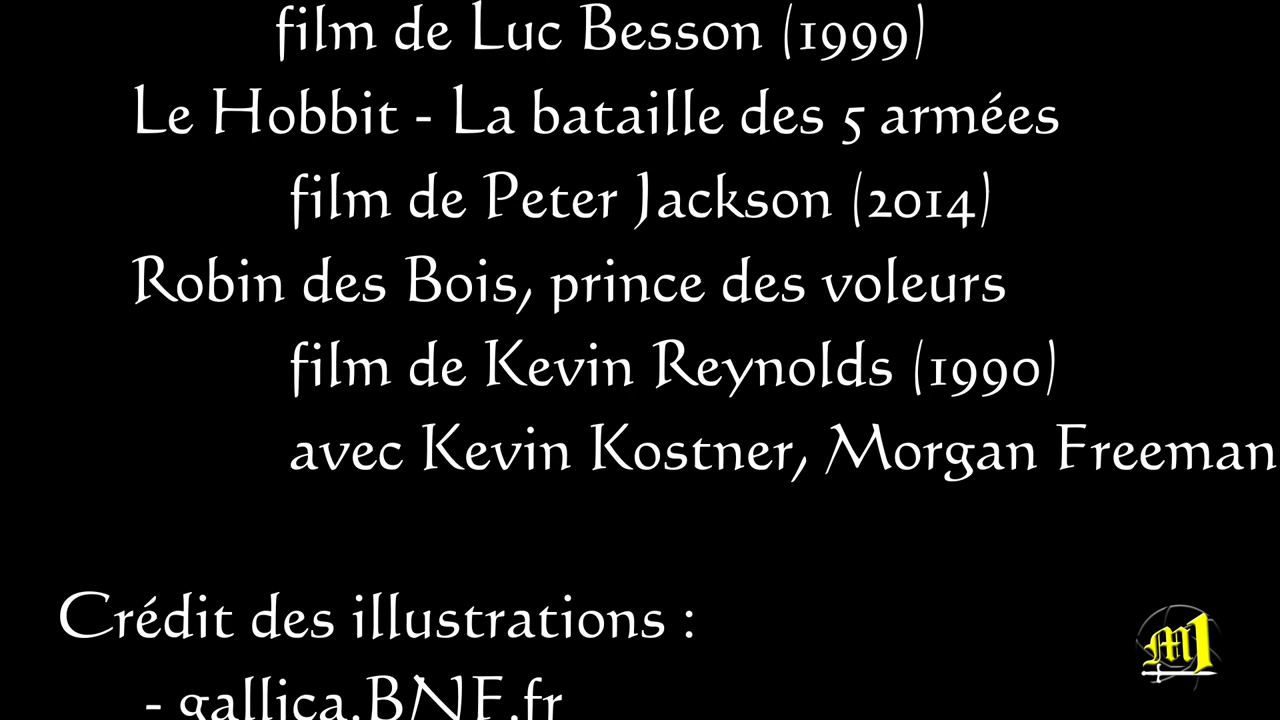 film de Luc Besson (1999)
Le Hobbit - La bataille des 5 armées
film de Peter Jackson (2014)
Robin des Bois, prince des voleurs
film de Kevin Reynolds (1990)
avec Kevin Kostner, Morgan Freeman
Crédit des illustrations :
- gallica.BNF.fr
M1